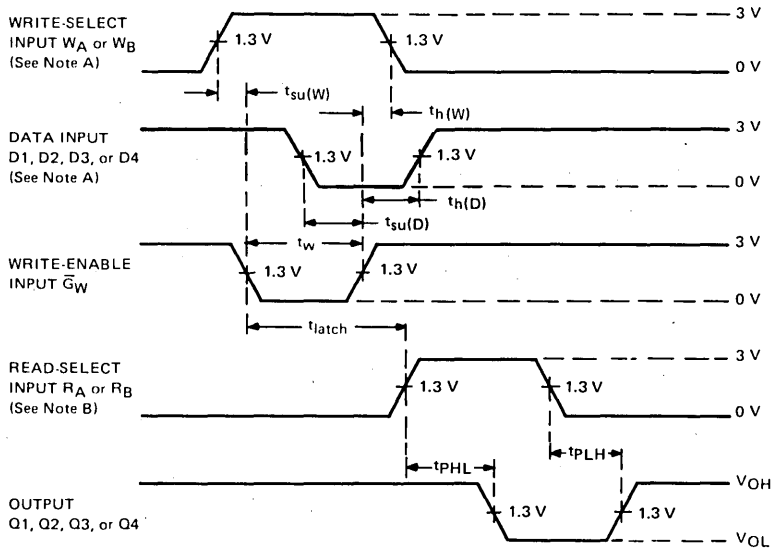 WRITE-SELECT
INPUT WA or WB
(See Note A)
1.3 V
1.3 V
3 V
0 V
tsu(W)
th(W)
DATA INPUT
D1, D2, D3, or D4
(See Note A)
1.3 V
1.3 V
3 V
0 V
th(D)
tsu(D)
tw
WRITE-ENABLE
INPUT G̅W
1.3 V
1.3 V
3 V
0 V
tlatch
READ-SELECT
INPUT RA or RB
(See Note B)
1.3 V
1.3 V
3 V
0 V
tPHL
tPLH
OUTPUT
Q1, Q2, Q3, or Q4
1.3 V
1.3 V
VOH
VOL